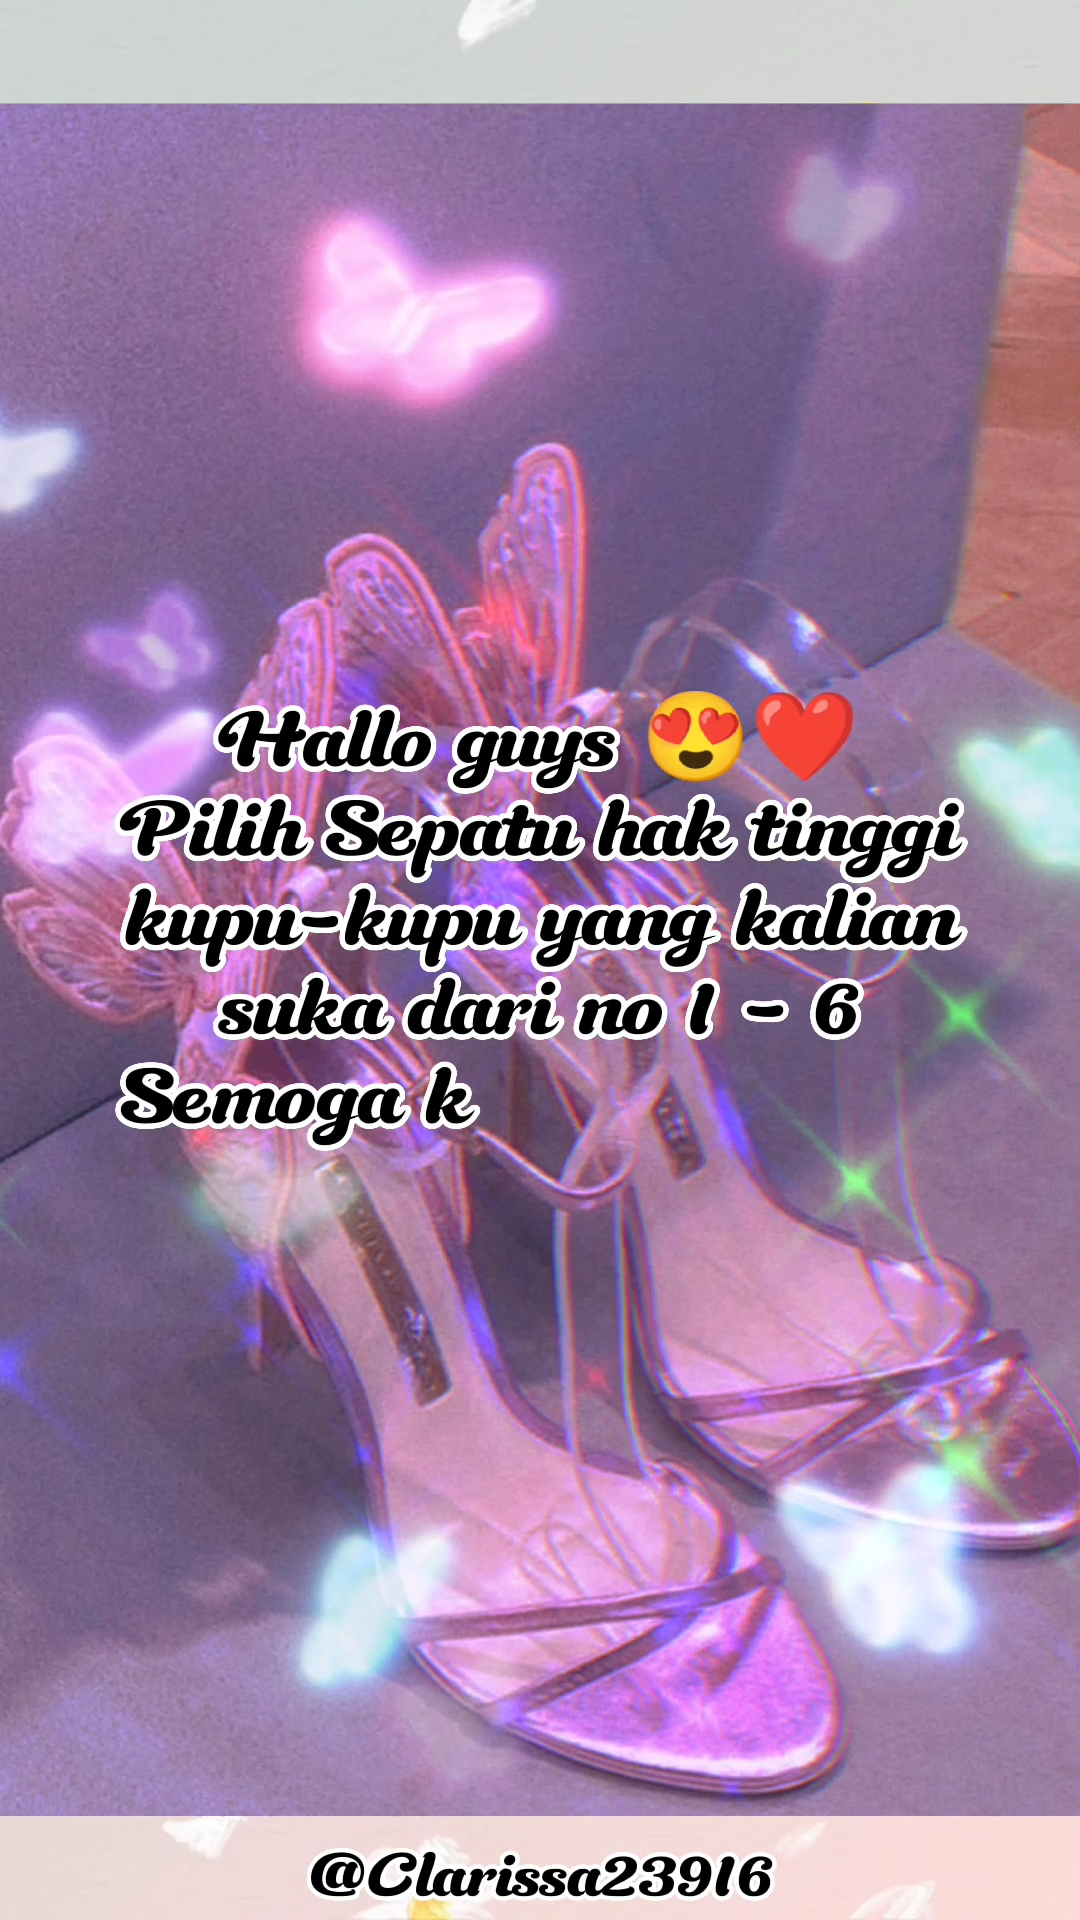 Hallo guys 😍❤️
Pilih Sepatu hak tinggi
kupu-kupu yang kalian
suka dari no 1 - 6
Semoga k
@Clarissa23916